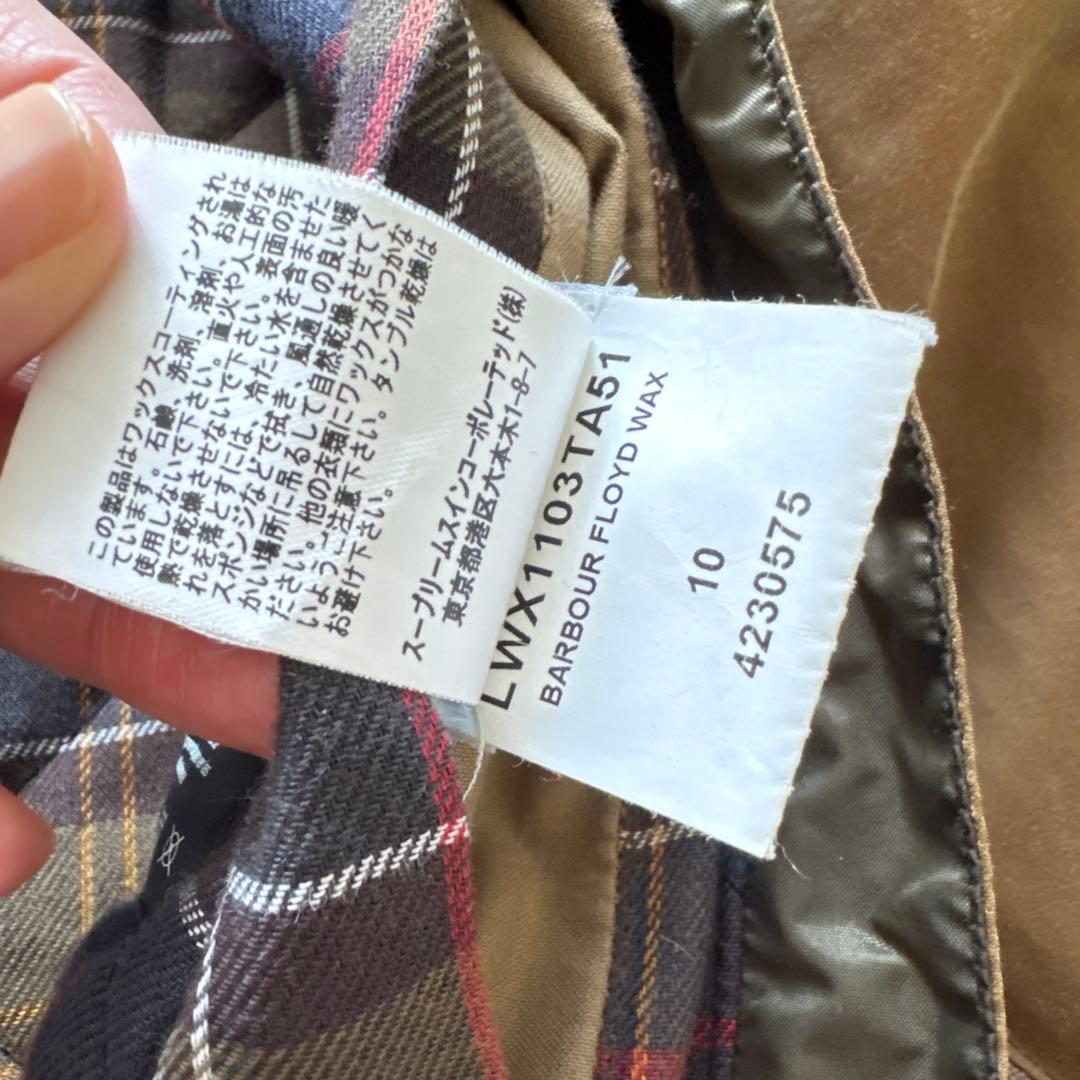 この製品はワックスコーティングされ
ています。石鹸、洗剤、溶剤、お湯は
使用しないで下さい。直火や人工的な
熱で乾燥させないで下さい。表面の汚
れを落とすには、冷たい水を含ませた
スポンジなどで拭き、風通しの良い暖
かい場所に吊るして自然乾燥させてく
ださい。他の衣類にワックスがつかな
いようにご注意下さい。タンブル乾燥は
お避け下さい。
スープリームスインコーポレーテッド(株)
東京都港区六本木1-8-7
LWX1103TA51
BARBOUR FLOYD WAX
10
4230575